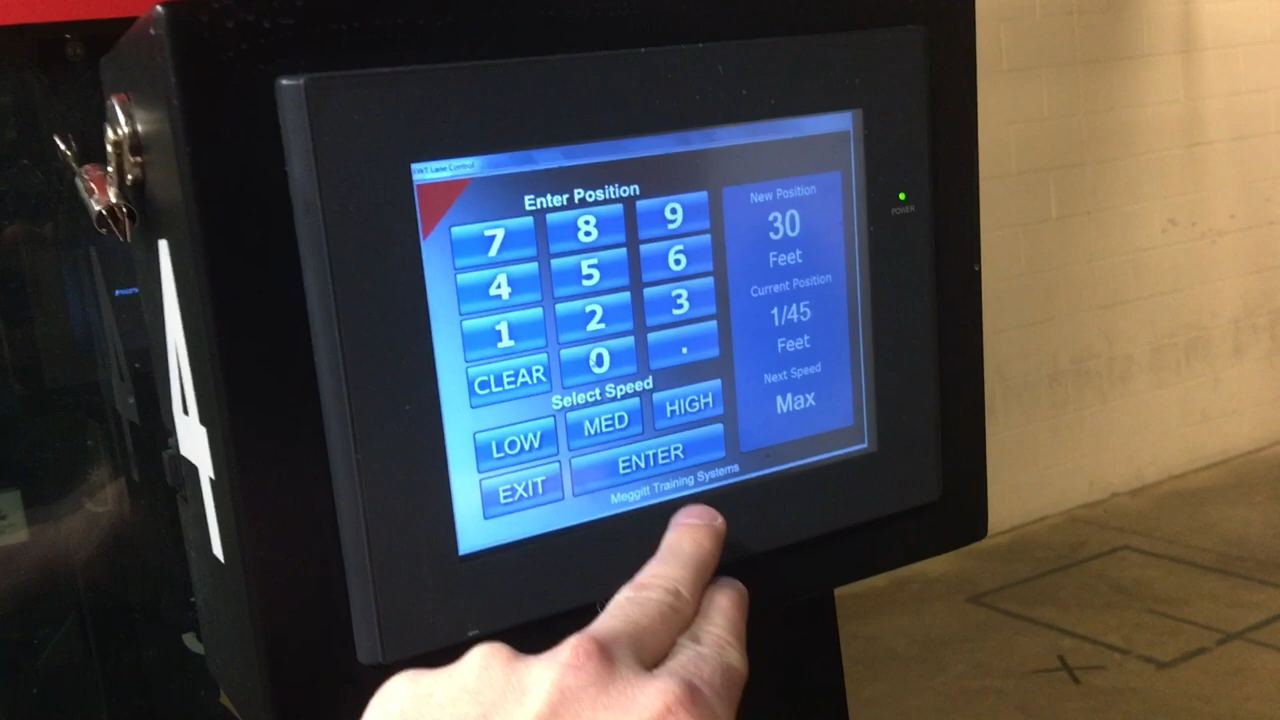 4
XWT Lane Control
Enter Position
7 8 9
4 5 6
1 2 3
CLEAR 0 .
Select Speed
LOW MED HIGH
EXIT ENTER
Meggitt Training Systems
New Position
30
Feet
Current Position
1/45
Feet
Next Speed
Max
POWER